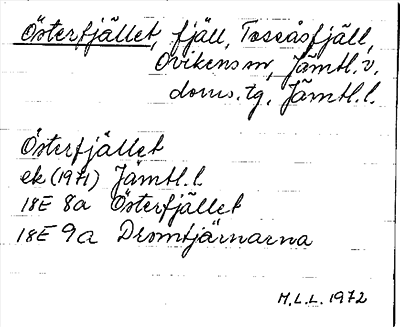 Österfjället, fjäll, Tossåsfjäll,
Ovikens sn, Jämtl. v.
doms. tg., Jämtl. l.
Österfjället
ek (1971) Jämtl. l
18E 8a Österfjället
18E 9a Dromtjärnarna
M.L.L. 1972